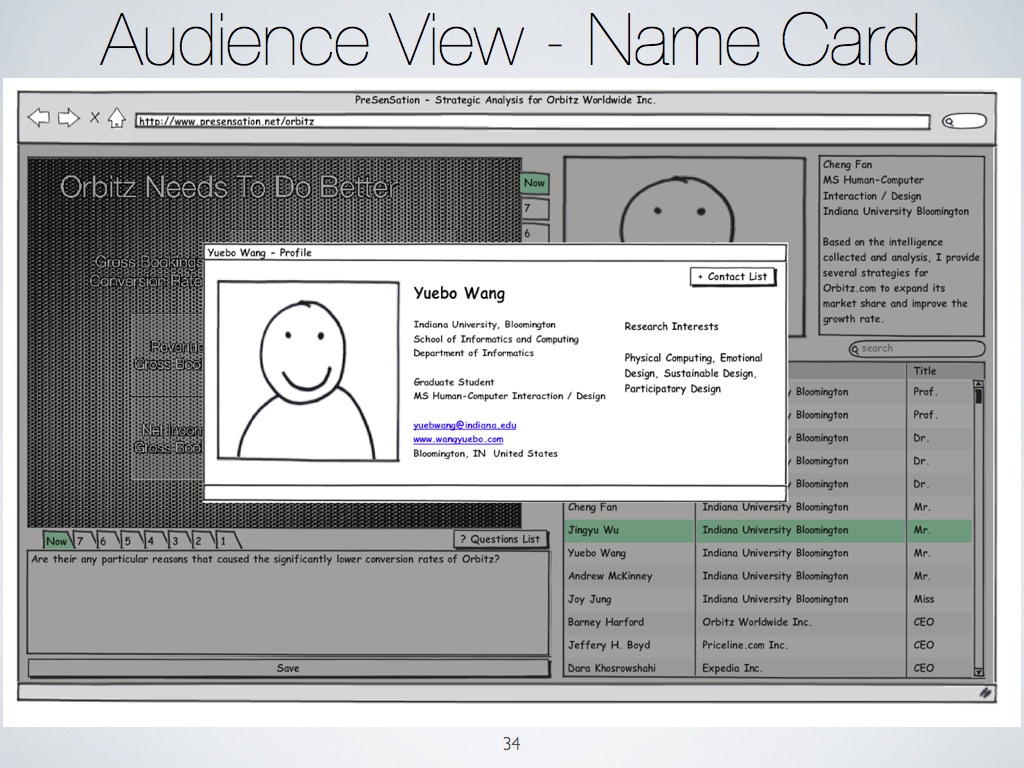 Audience View - Name Card
PreSenSation - Strategic Analysis for Orbitz Worldwide Inc.
X
http://www.presensation.net/orbitz
Orbitz Needs To Do Better
Gross Bookings
Conversion Rate
Gross Boo
Net Incom
Gross Boo
Now
7
6
Cheng Fan
MS Human-Computer
Interaction / Design
Indiana University Bloomington
Based on the intelligence
collected and analysis, I provide
several strategies for
Orbitz.com to expand its
market share and improve the
growth rate.
search
Yuebo Wang - Profile
+ Contact List
Yuebo Wang
Indiana University, Bloomington
School of Informatics and Computing
Department of Informatics
Graduate Student
MS Human-Computer Interaction / Design
yuebwang@indiana.edu
www.wangyuebo.com
Bloomington, IN United States
Research Interests
Physical Computing, Emotional
Design, Sustainable Design,
Participatory Design
Title
y Bloomington Prof.
y Bloomington Prof.
y Bloomington Dr.
y Bloomington Dr.
y Bloomington Dr.
Cheng Fan Indiana University Bloomington Mr.
Jingyu Wu Indiana University Bloomington Mr.
Yuebo Wang Indiana University Bloomington Mr.
Andrew McKinney Indiana University Bloomington Mr.
Joy Jung Indiana University Bloomington Miss
Barney Harford Orbitz Worldwide Inc. CEO
Jeffery H. Boyd Priceline.com Inc. CEO
Dara Khosrowshahi Expedia Inc. CEO
Now 7 6 5 4 3 2 1
? Questions List
Are their any particular reasons that caused the significantly lower conversion rates of Orbitz?
Save
34